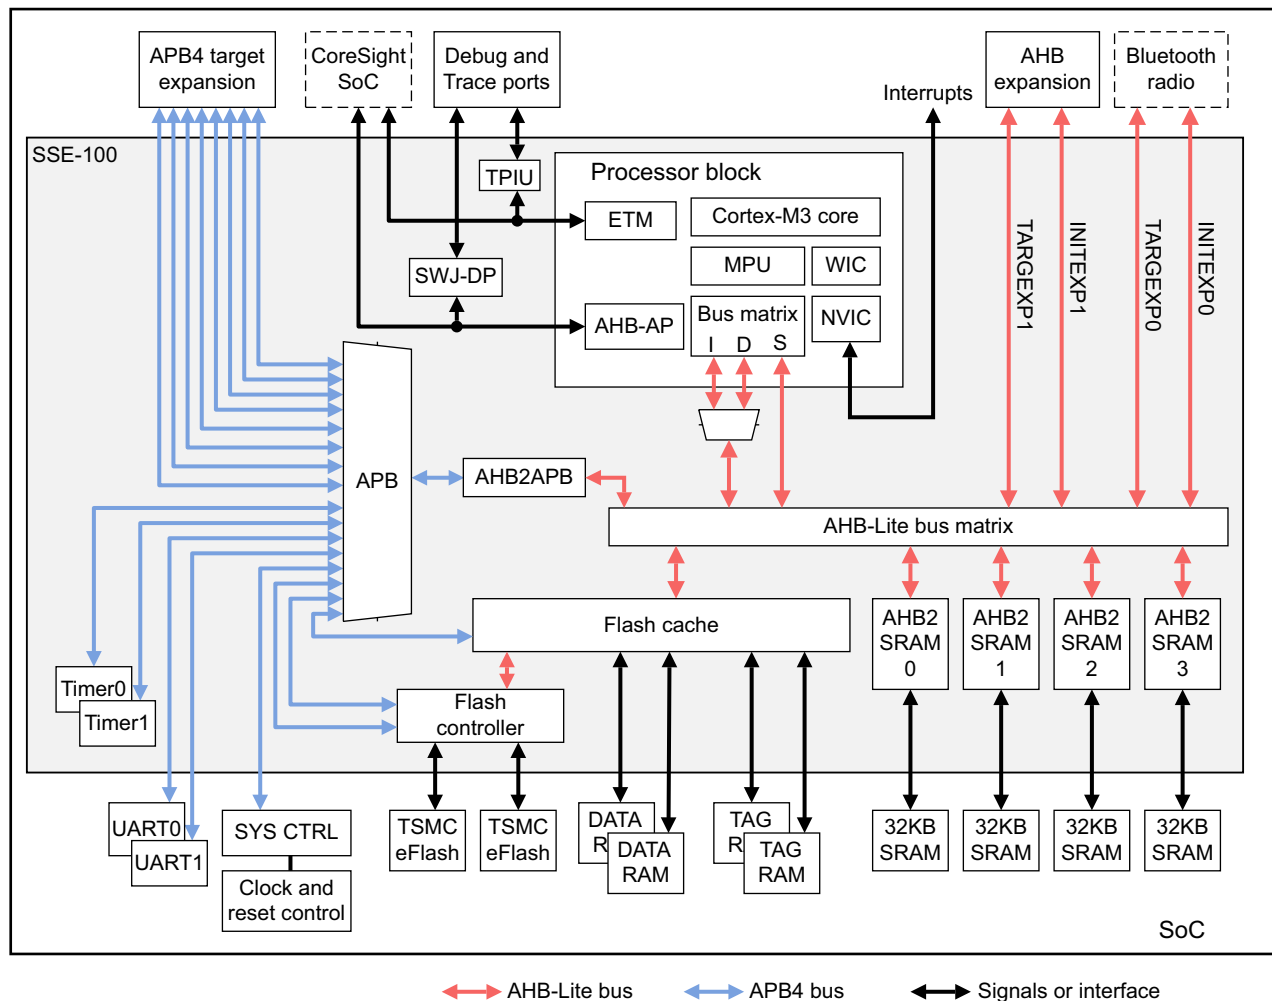 APB4 target
expansion
CoreSight
SoC
Debug and
Trace ports
Interrupts
AHB
expansion
Bluetooth
radio
SSE-100
TPIU
Processor block
ETM
Cortex-M3 core
SWJ-DP
MPU
WIC
AHB-AP
Bus matrix
I D S
NVIC
TARGEXP1
INITEXP1
TARGEXP0
INITEXP0
APB
AHB2APB
AHB-Lite bus matrix
Flash cache
AHB2
SRAM
0
AHB2
SRAM
1
AHB2
SRAM
2
AHB2
SRAM
3
Timer0
Timer1
Flash
controller
UART0
UART1
SYS CTRL
Clock and
reset control
TSMC
eFlash
TSMC
eFlash
DATA
R
DATA
RAM
TAG
R
TAG
RAM
32KB
SRAM
32KB
SRAM
32KB
SRAM
32KB
SRAM
SoC
AHB-Lite bus
APB4 bus
Signals or interface